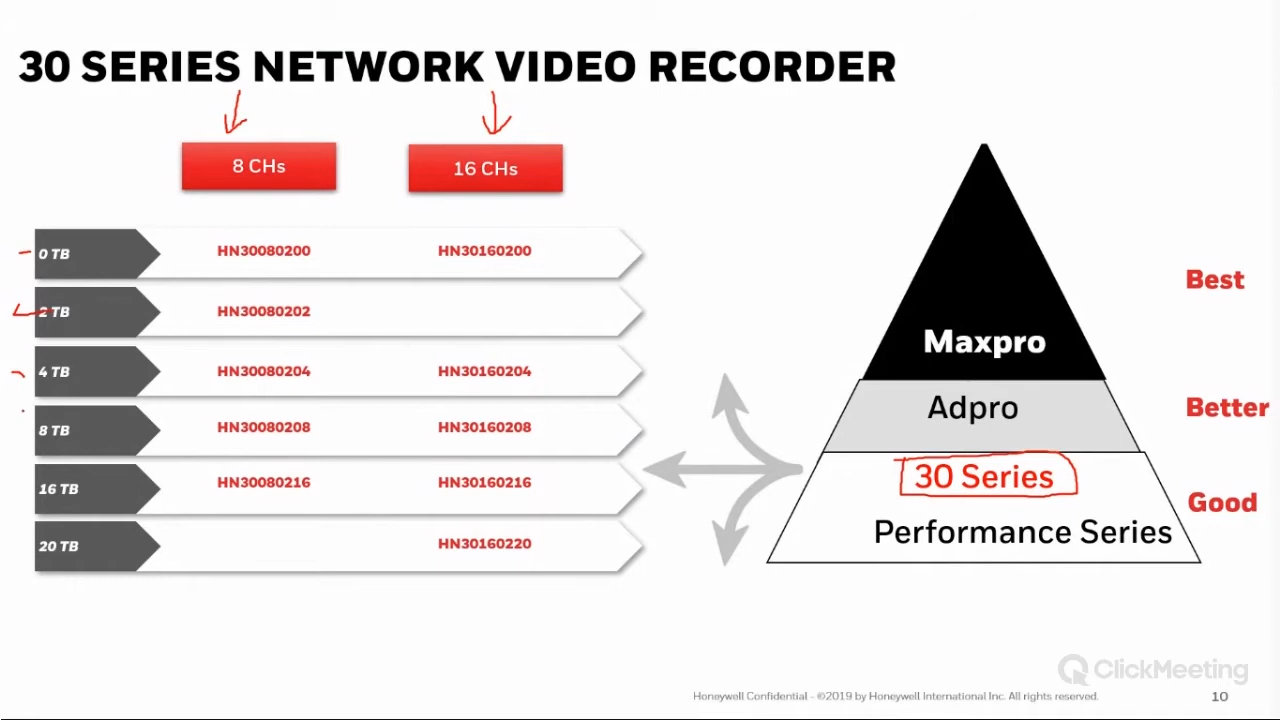 30 SERIES NETWORK VIDEO RECORDER
8 CHs 16 CHs
0 TB HN30080200 HN30160200
2 TB HN30080202
4 TB HN30080204 HN30160204
8 TB HN30080208 HN30160208
16 TB HN30080216 HN30160216
20 TB HN30160220
Best
Maxpro
Adpro Better
30 Series
Good
Performance Series
ClickMeeting
Honeywell Confidential - ©2019 by Honeywell International Inc. All rights reserved. 10